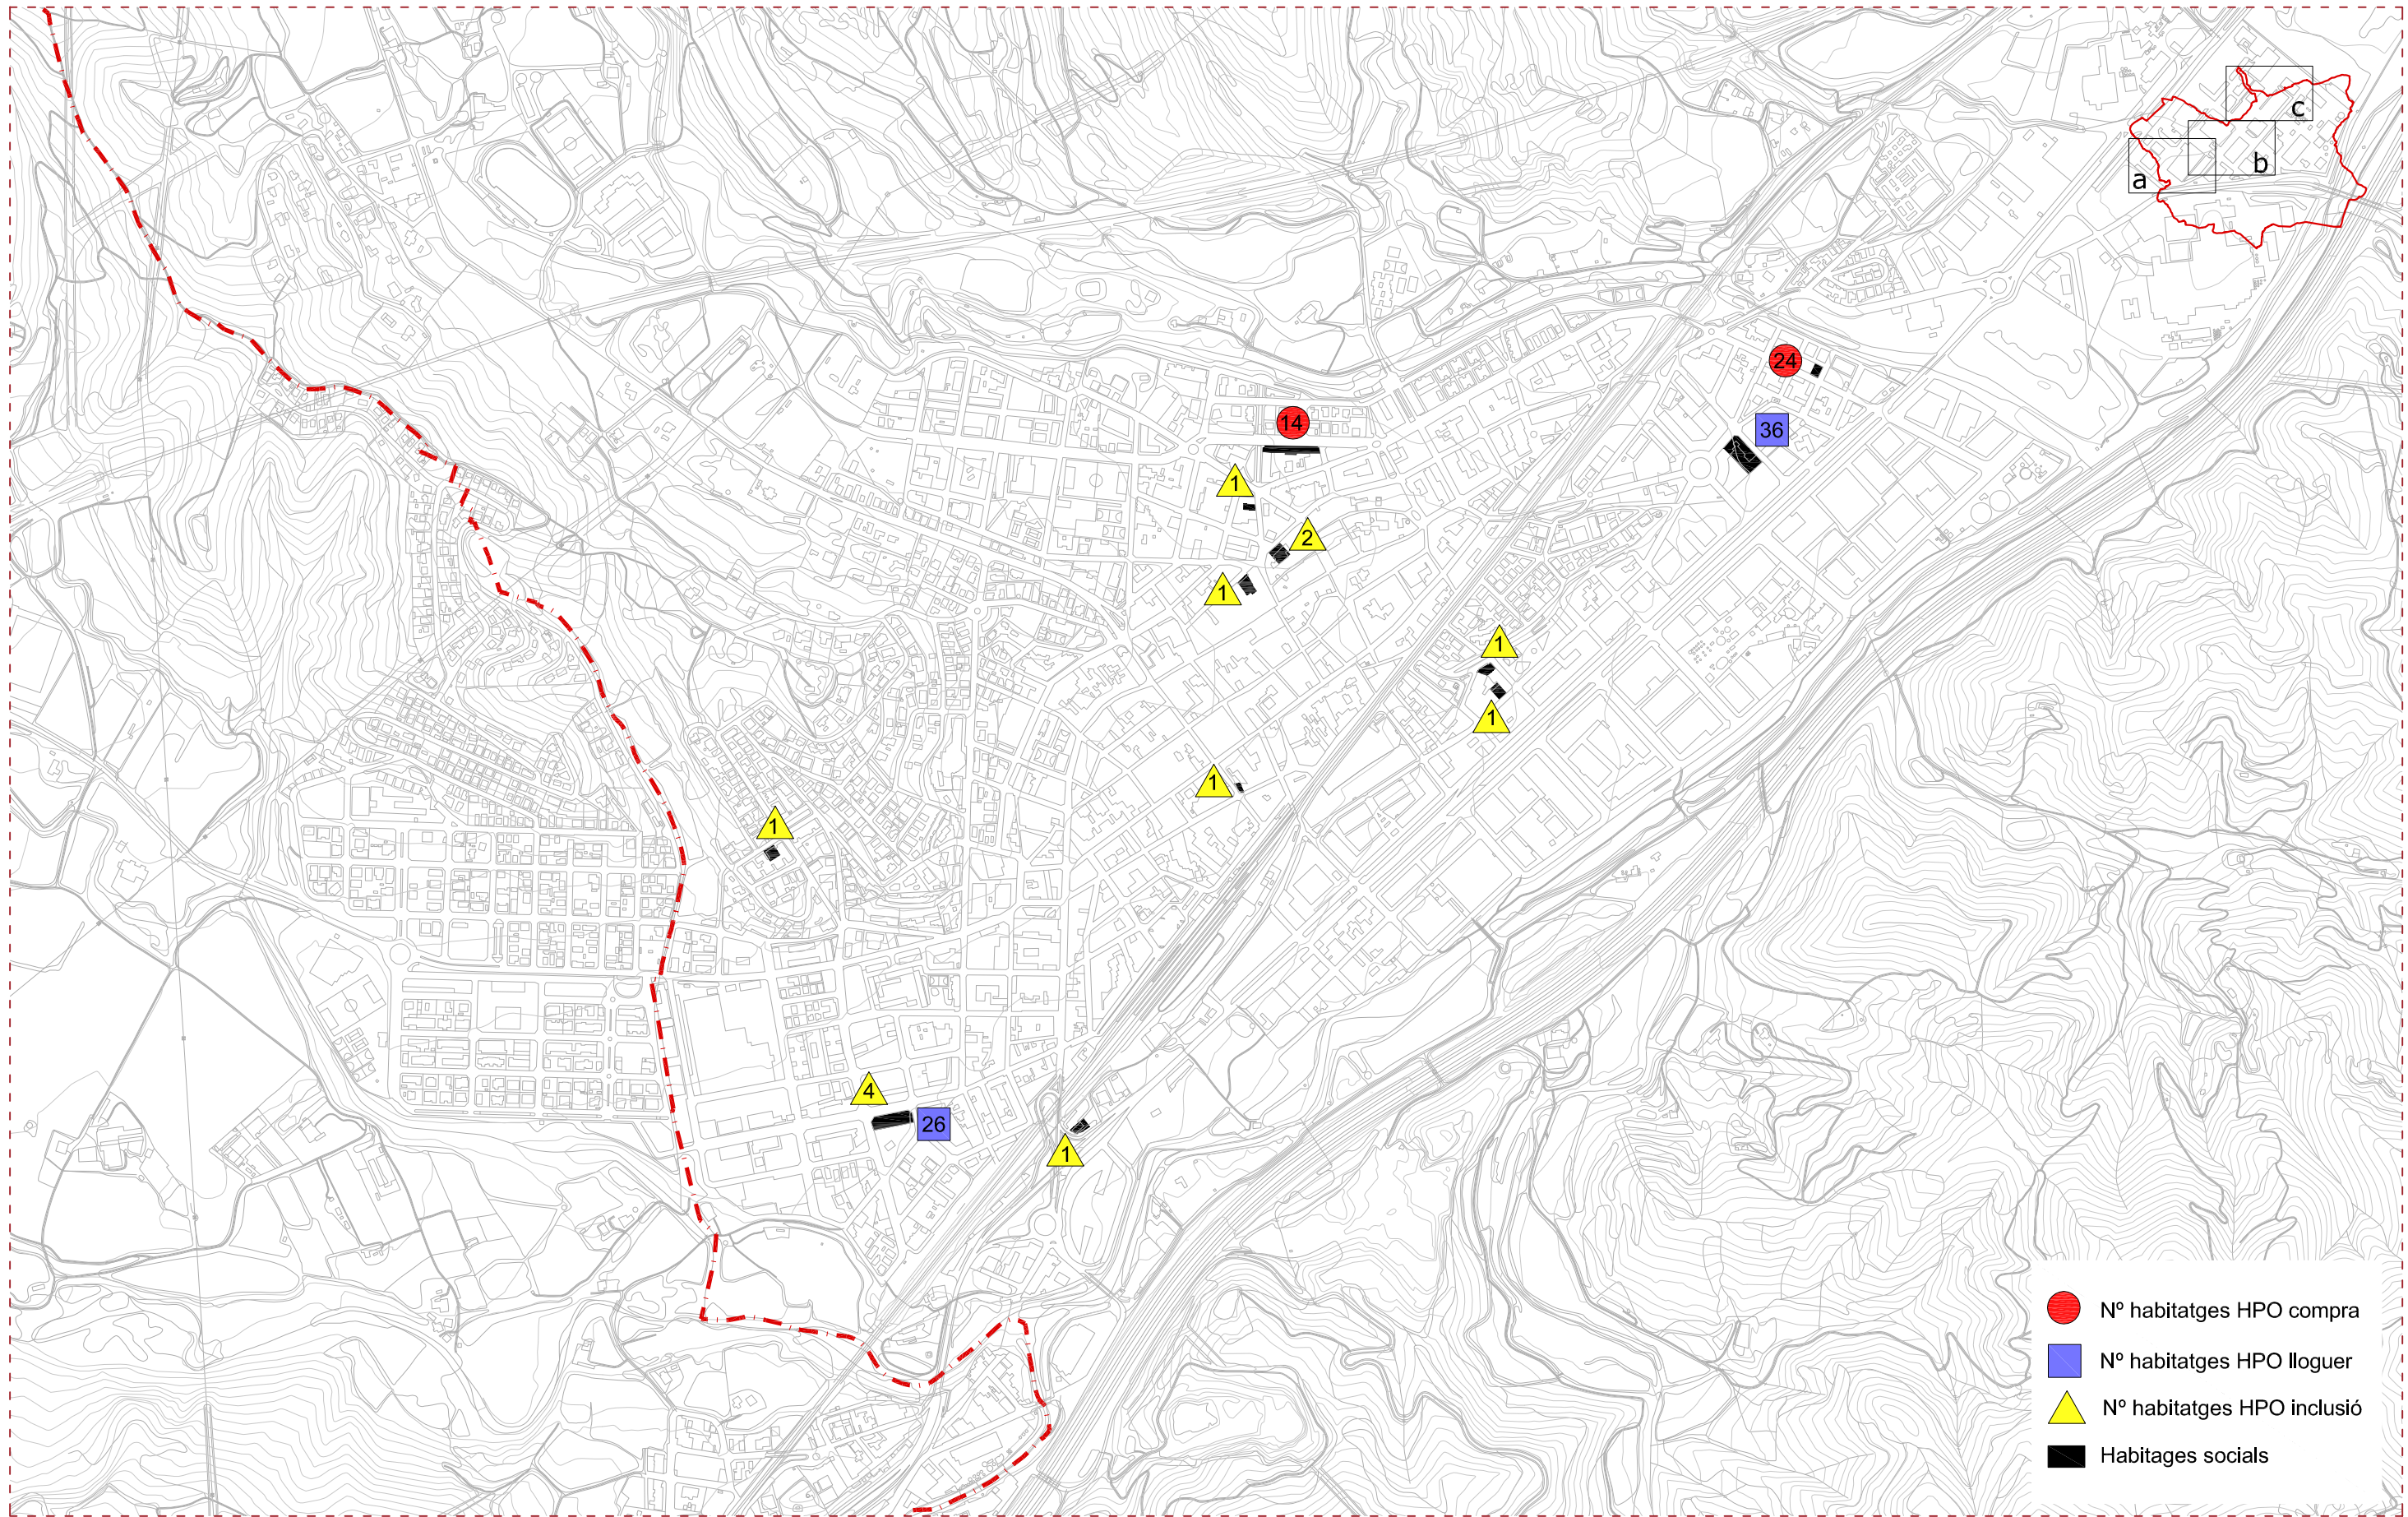 c
b
a
24
14
36
1
2
1
1
1
1
1
4
26
1
Nº habitatges HPO compra
Nº habitatges HPO lloguer
Nº habitatges HPO inclusió
Habitages socials